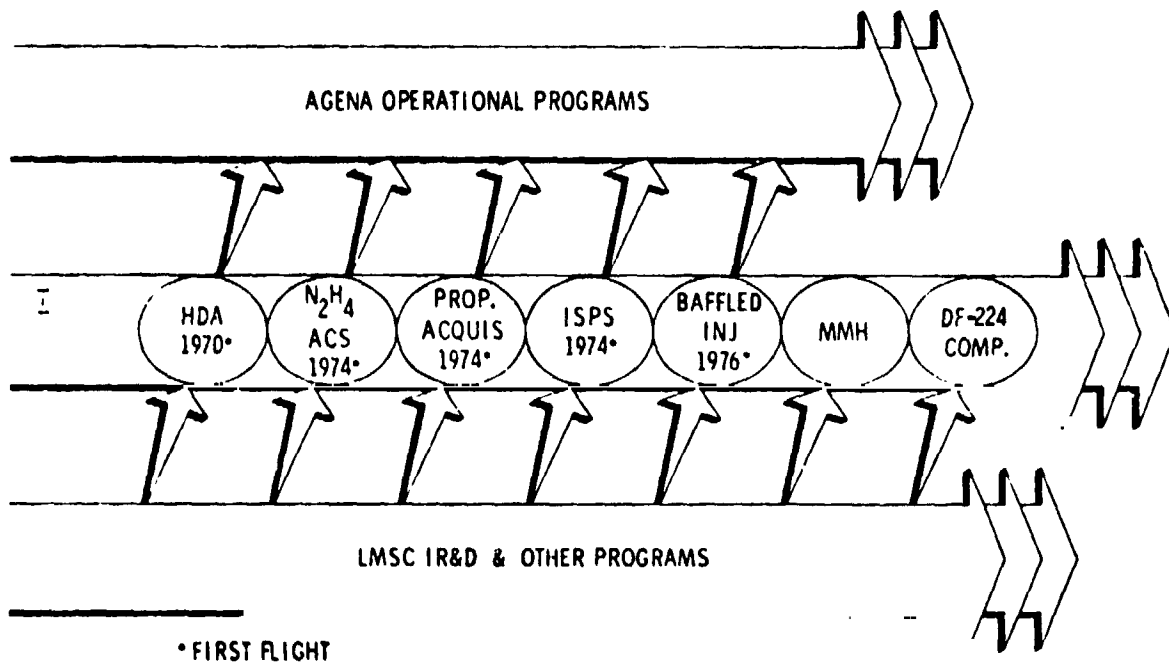 AGENA OPERATIONAL PROGRAMS
HDA
1970•
N₂H₄
ACS
1974•
PROP.
ACQUIS
1974•
ISPS
1974•
BAFFLED
INJ
1976•
MMH
DF-224
COMP.
LMSC IR&D & OTHER PROGRAMS
• FIRST FLIGHT